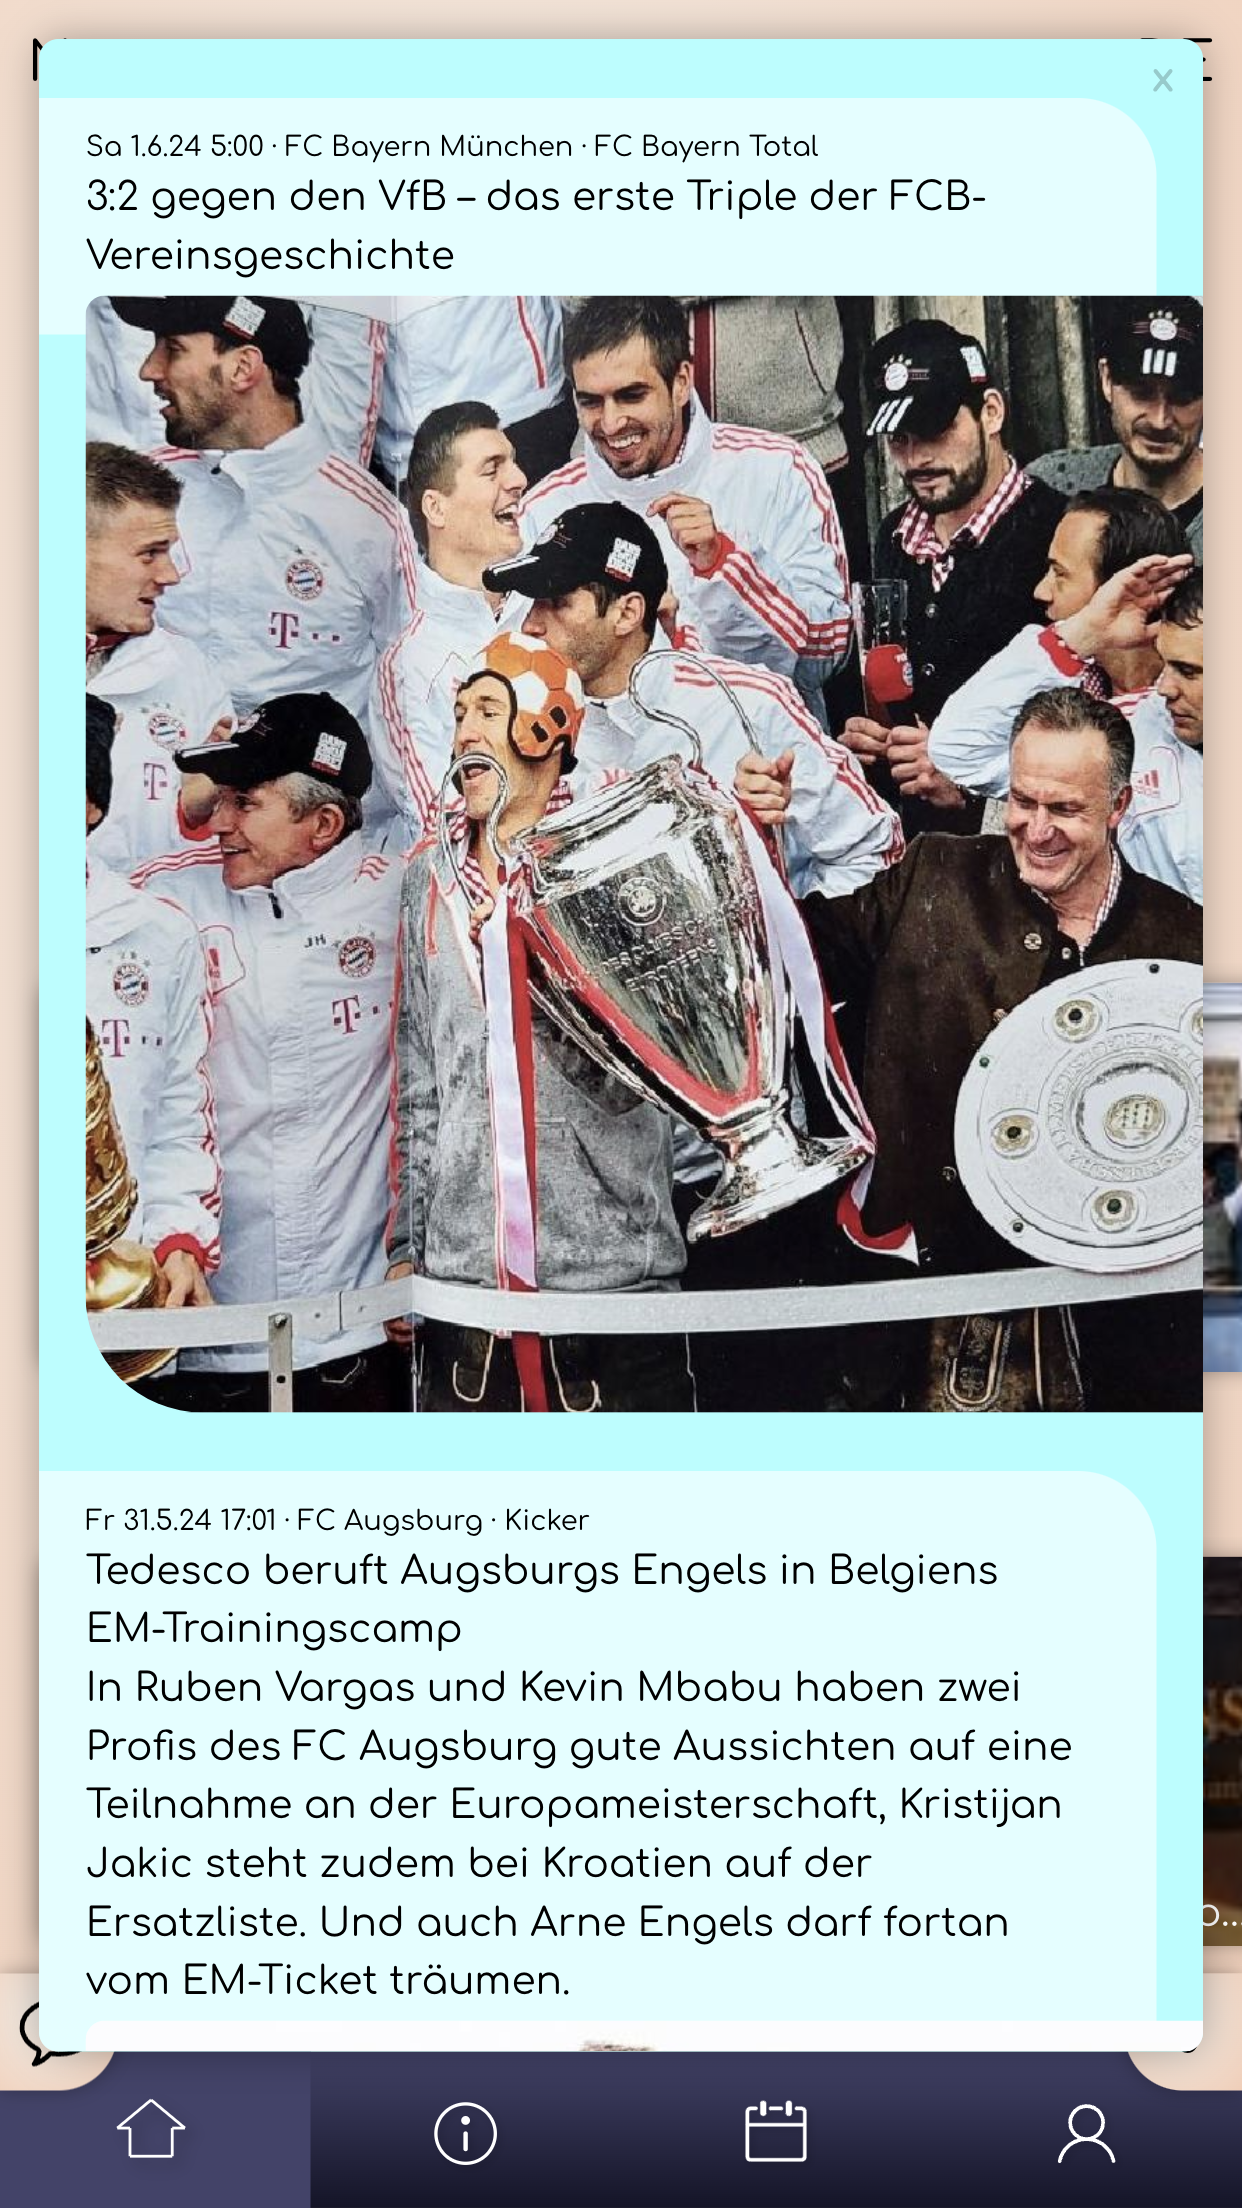 x
Sa 1.6.24 5:00 · FC Bayern München · FC Bayern Total
3:2 gegen den VfB – das erste Triple der FCB-
Vereinsgeschichte
T
T
JH
T
T
Fr 31.5.24 17:01 · FC Augsburg · Kicker
Tedesco beruft Augsburgs Engels in Belgiens
EM-Trainingscamp
In Ruben Vargas und Kevin Mbabu haben zwei
Profis des FC Augsburg gute Aussichten auf eine
Teilnahme an der Europameisterschaft, Kristijan
Jakic steht zudem bei Kroatien auf der
Ersatzliste. Und auch Arne Engels darf fortan
vom EM-Ticket träumen.